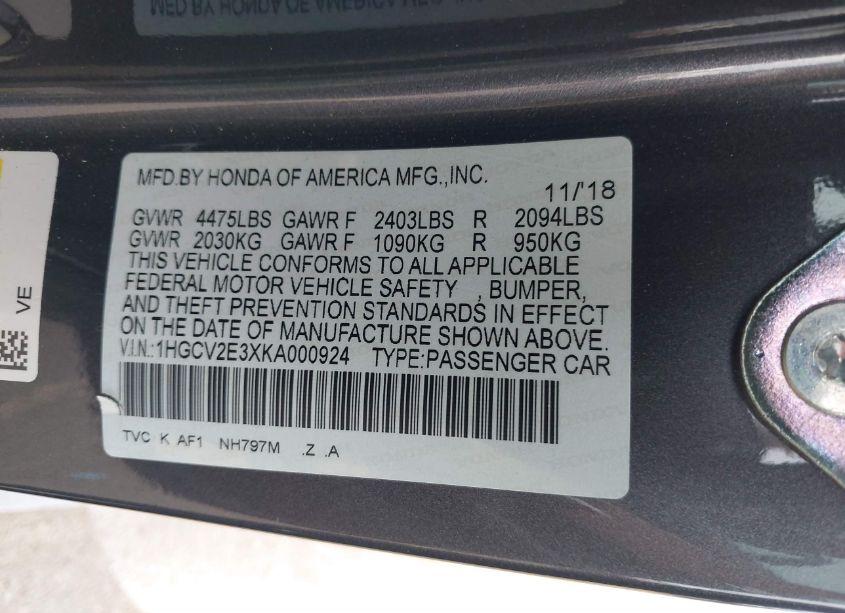 MFD.BY HONDA OF AMERICA MFG.,INC.
11/'18
GVWR 4475LBS GAWR F 2403LBS R 2094LBS
GVWR 2030KG GAWR F 1090KG R 950KG
THIS VEHICLE CONFORMS TO ALL APPLICABLE
FEDERAL MOTOR VEHICLE SAFETY , BUMPER,
AND THEFT PREVENTION STANDARDS IN EFFECT
ON THE DATE OF MANUFACTURE SHOWN ABOVE.
V.I.N.:1HGCV2E3XKA000924 TYPE:PASSENGER CAR
TVC K AF1 NH797M .Z .A
VE